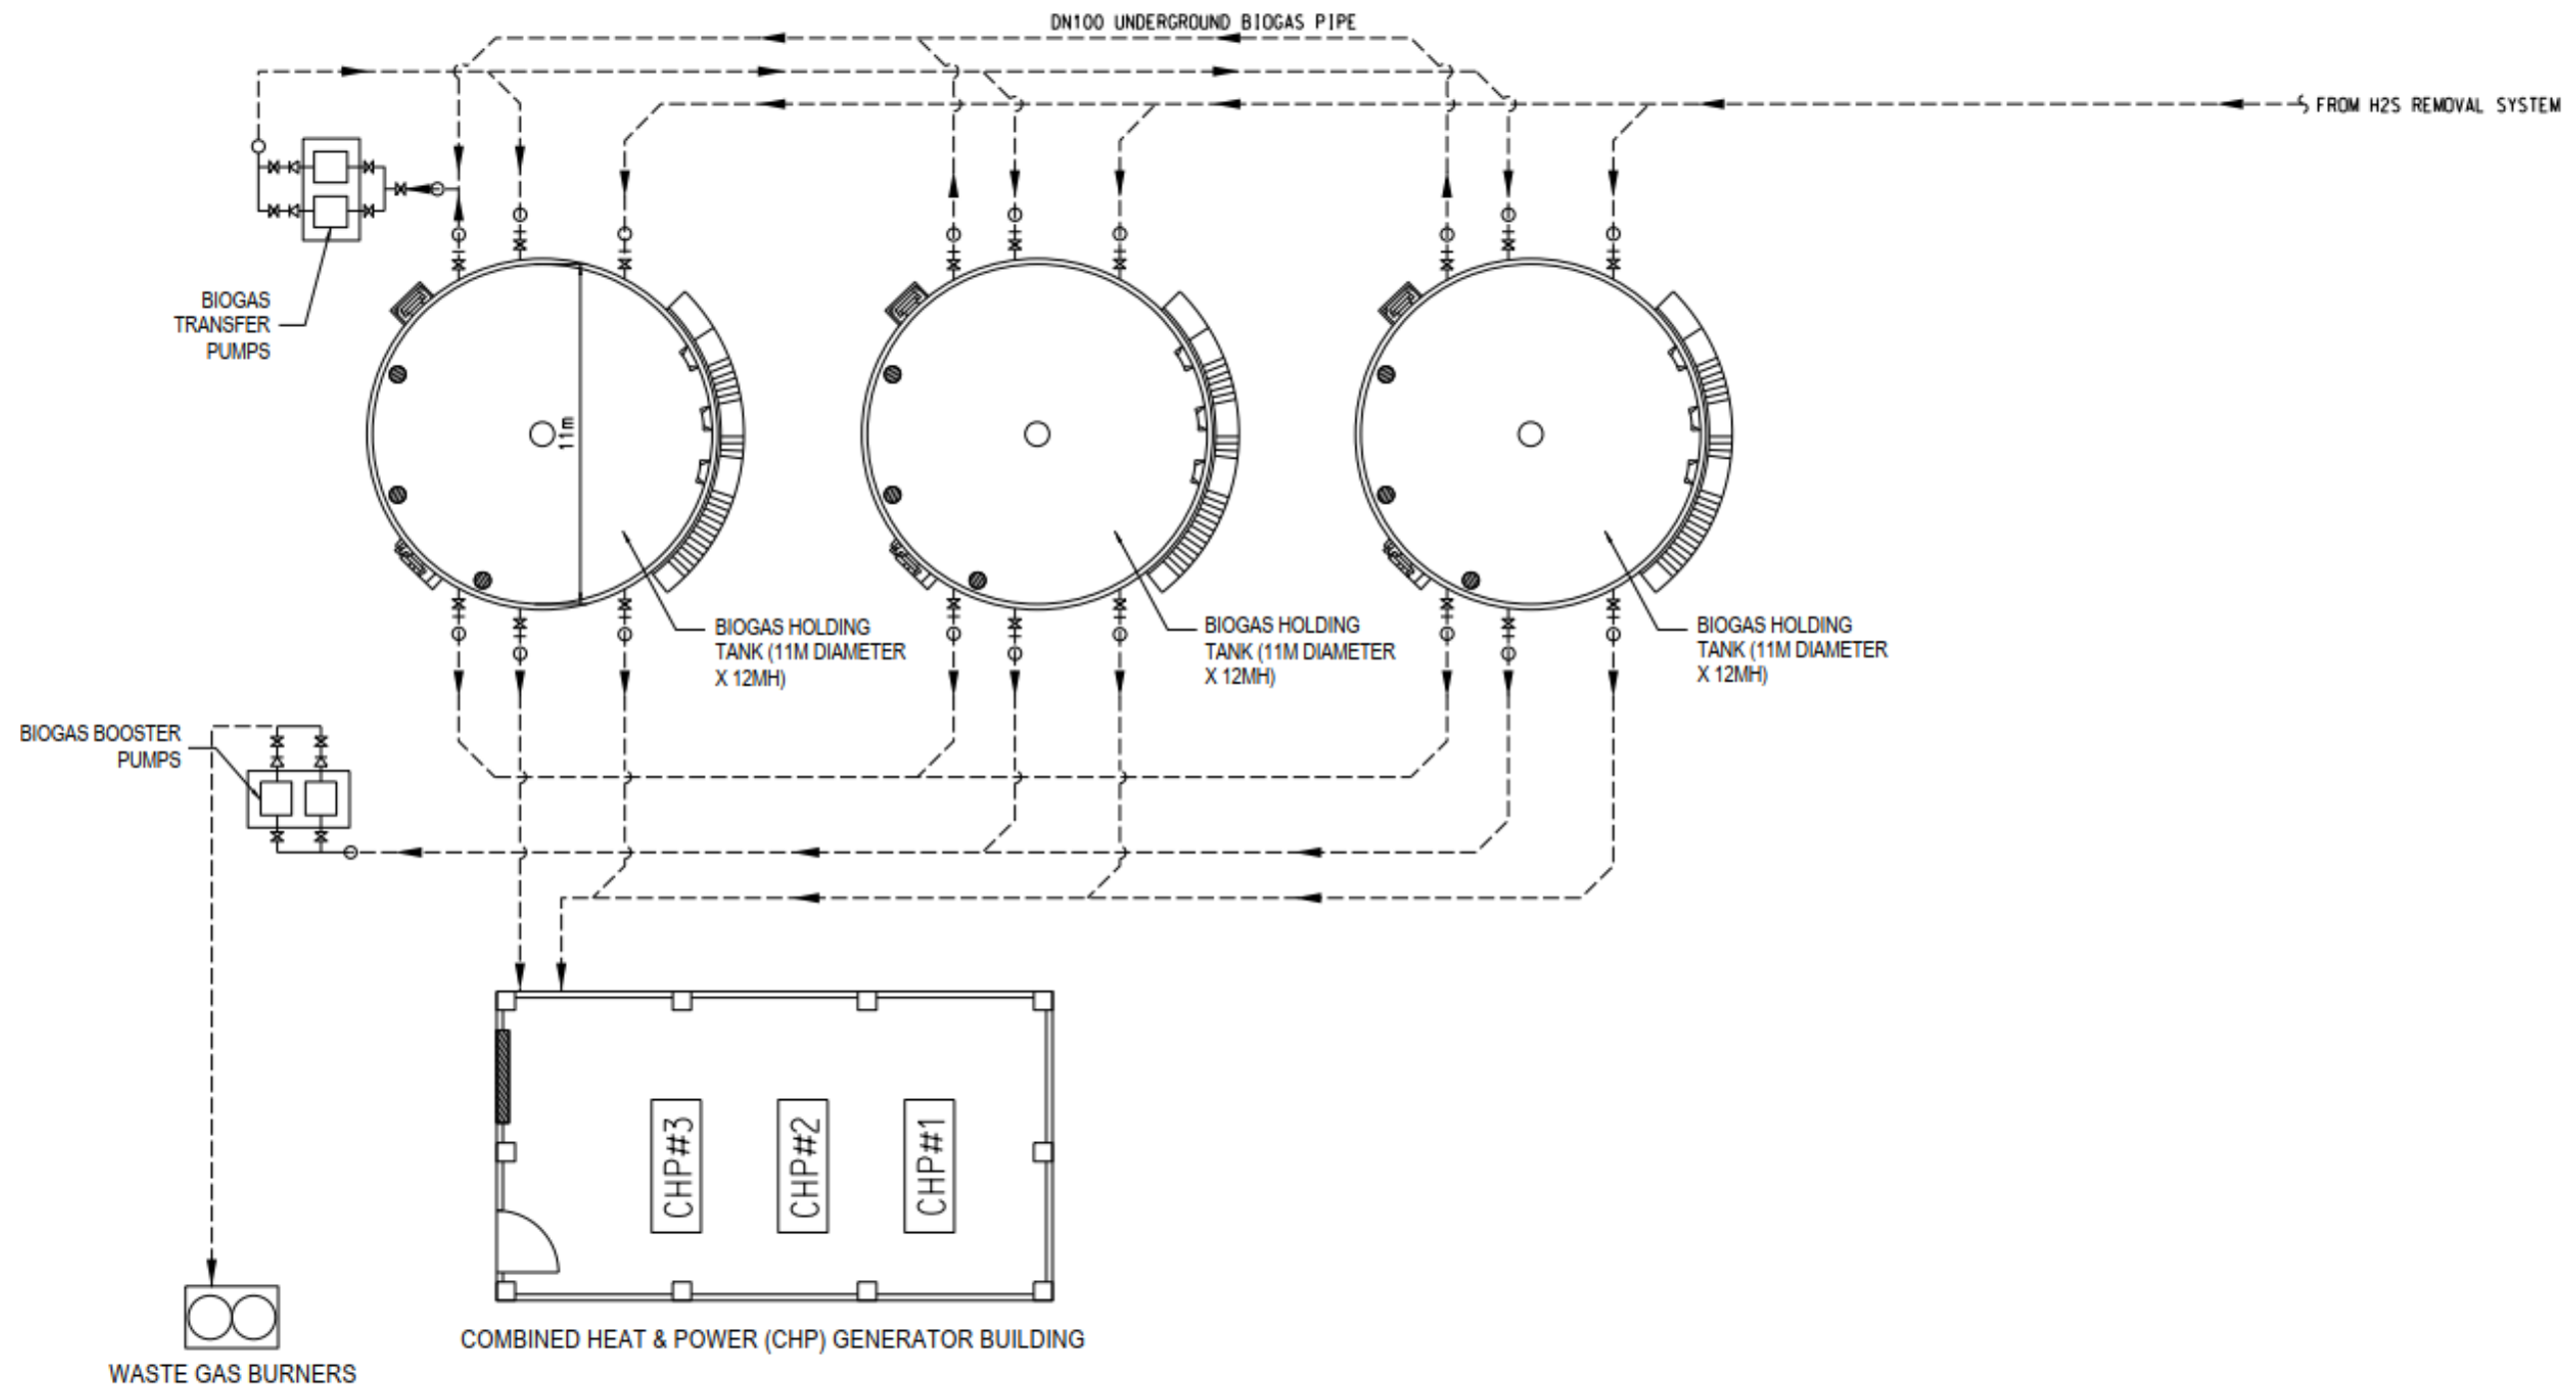 DN100 UNDERGROUND BIOGAS PIPE
FROM H2S REMOVAL SYSTEM
BIOGAS
TRANSFER
PUMPS
11m
BIOGAS HOLDING
TANK (11M DIAMETER
X 12MH)
BIOGAS HOLDING
TANK (11M DIAMETER
X 12MH)
BIOGAS HOLDING
TANK (11M DIAMETER
X 12MH)
BIOGAS BOOSTER
PUMPS
CHP#3
CHP#2
CHP#1
COMBINED HEAT & POWER (CHP) GENERATOR BUILDING
WASTE GAS BURNERS